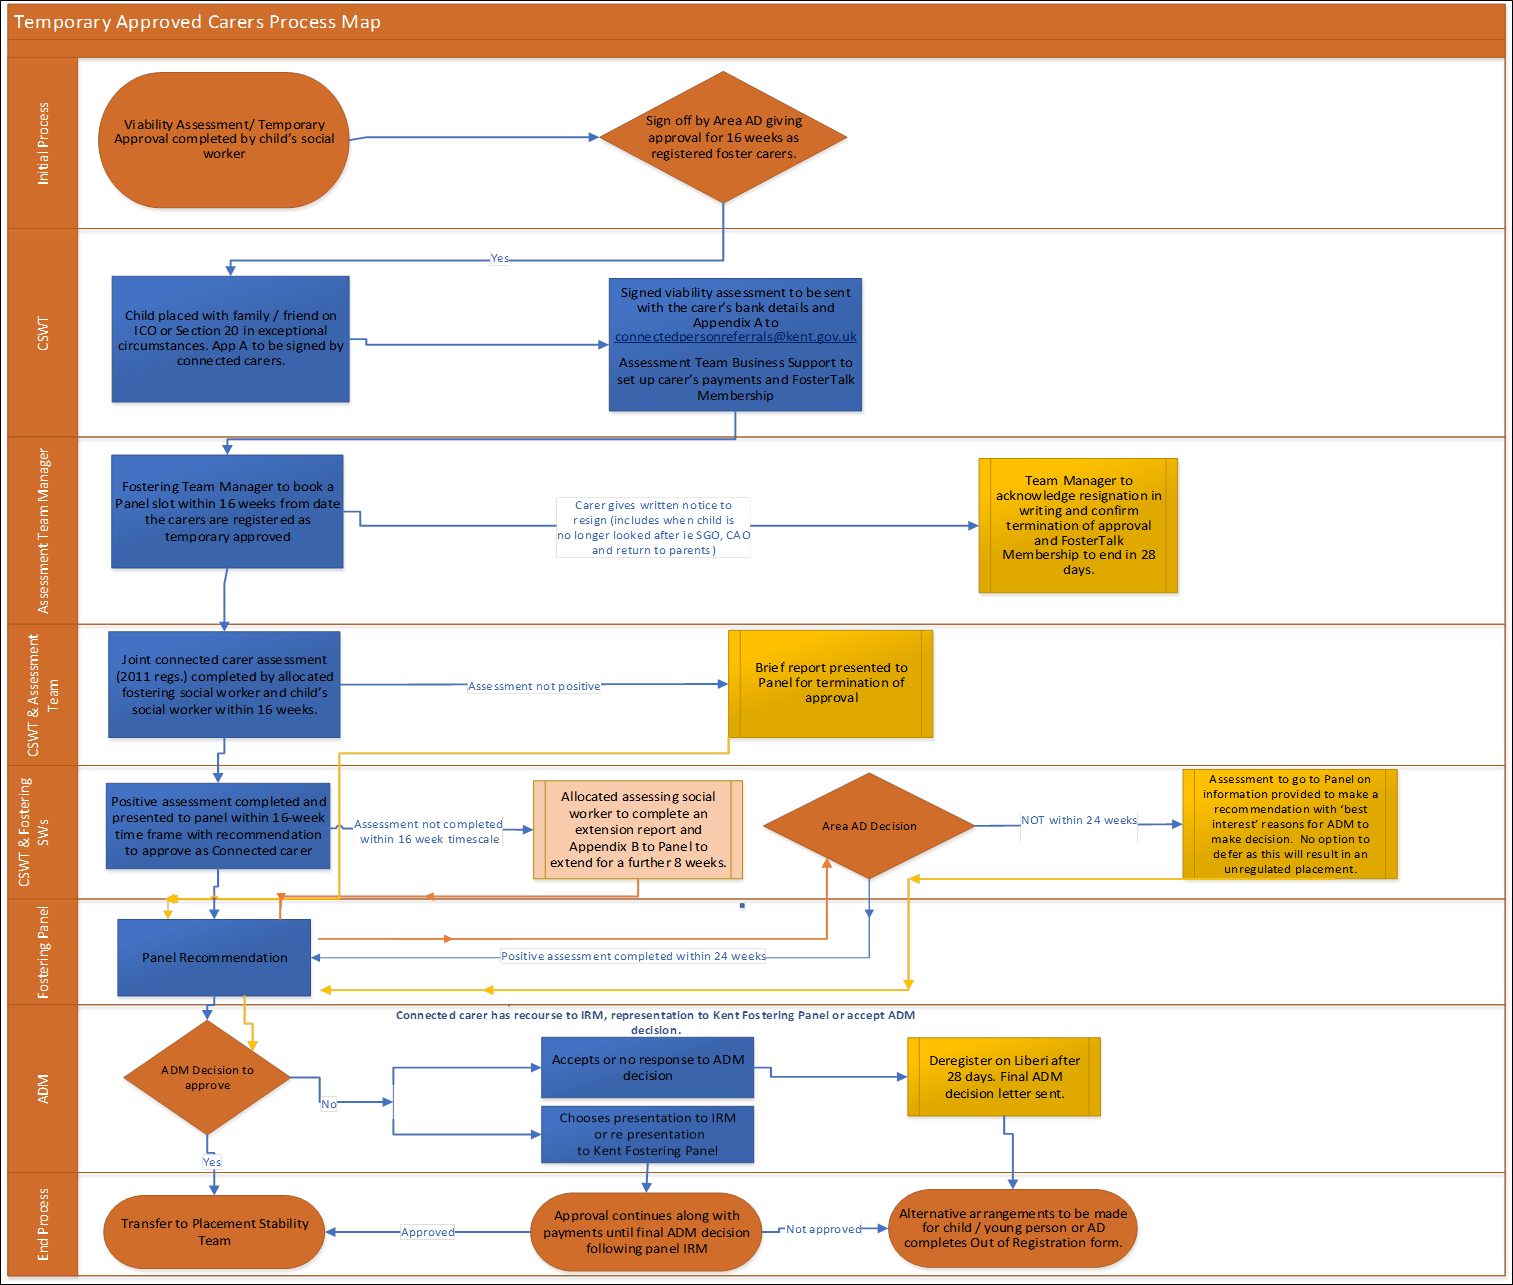 Temporary Approved Carers Process Map
Initial Process
Viability Assessment/ Temporary
Approval completed by child's social
worker
Sign off by Area AD giving
approval for 16 weeks as
registered foster carers.
CSWT
Yes
Child placed with family / friend on
ICO or Section 20 in exceptional
circumstances. App A to be signed by
connected carers.
Signed viability assessment to be sent
with the carer's bank details and
Appendix A to
connectedpersonreferrals@kent.gov.uk
Assessment Team Business Support to
set up carer's payments and FosterTalk
Membership
Assessment Team Manager
Fostering Team Manager to book a
Panel slot within 16 weeks from date
the carers are registered as
temporary approved
Carer gives written notice to
resign (includes when child is
no longer looked after ie SGO, CAO
and return to parents)
Team Manager to
acknowledge resignation in
writing and confirm
termination of approval
and FosterTalk
Membership to end in 28
days.
CSWT & Assessment
Team
Joint connected carer assessment
(2011 regs.) completed by allocated
fostering social worker and child's
social worker within 16 weeks.
Assessment not positive
Brief report presented to
Panel for termination of
approval
CSWT & Fostering
SWs
Positive assessment completed and
presented to panel within 16-week
time frame with recommendation
to approve as Connected carer
Assessment not completed
within 16 week timescale
Allocated assessing social
worker to complete an
extension report and
Appendix B to Panel to
extend for a further 8 weeks.
Area AD Decision
NOT within 24 weeks
Assessment to go to Panel on
information provided to make a
recommendation with 'best
interest' reasons for ADM to
make decision. No option to
defer as this will result in an
unregulated placement.
Fostering Panel
Panel Recommendation
Positive assessment completed within 24 weeks
ADM
Connected carer has recourse to IRM, representation to Kent Fostering Panel or accept ADM
decision.
ADM Decision to
approve
No
Accepts or no response to ADM
decision
Chooses presentation to IRM
or re presentation
to Kent Fostering Panel
Deregister on Liberi after
28 days. Final ADM
decision letter sent.
Yes
End Process
Transfer to Placement Stability
Team
Approved
Approval continues along with
payments until final ADM decision
following panel IRM
Not approved
Alternative arrangements to be made
for child / young person or AD
completes Out of Registration form.